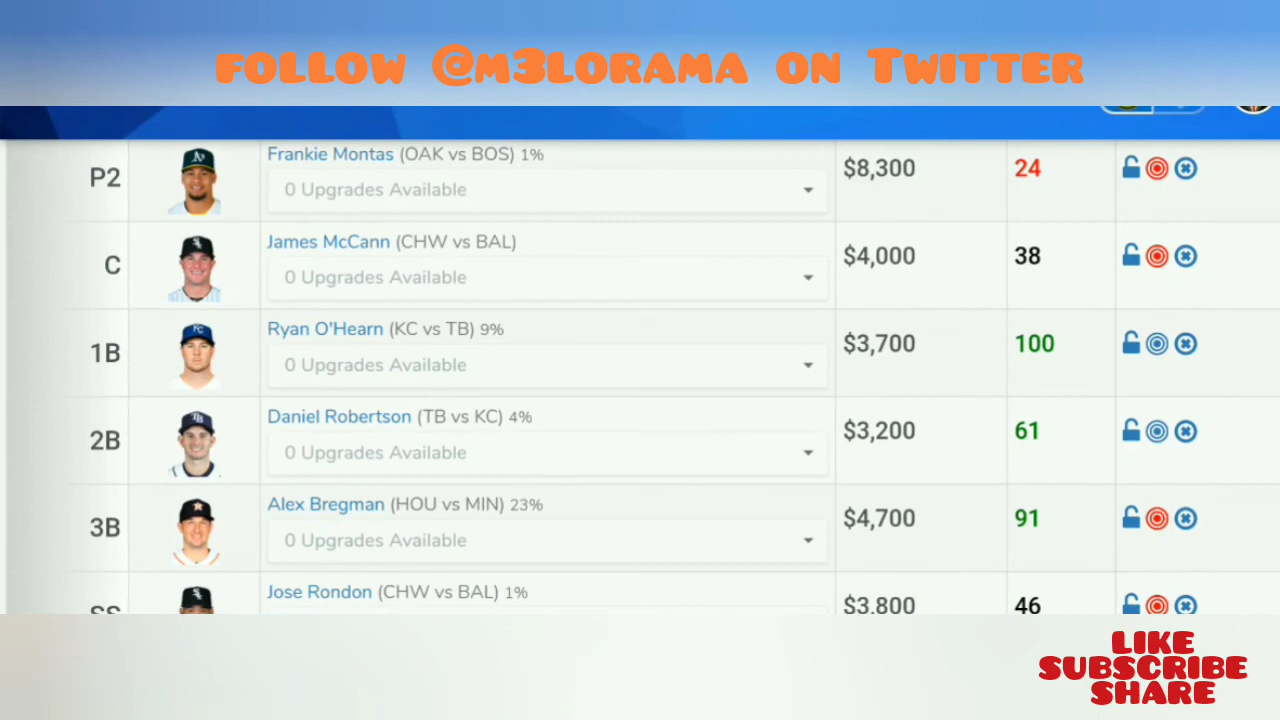 FOLLOW @M3LORAMA ON TWITTER
P2
Frankie Montas (OAK vs BOS) 1%
0 Upgrades Available
$8,300
24
C
James McCann (CHW vs BAL)
0 Upgrades Available
$4,000
38
1B
Ryan O'Hearn (KC vs TB) 9%
0 Upgrades Available
$3,700
100
2B
Daniel Robertson (TB vs KC) 4%
0 Upgrades Available
$3,200
61
3B
Alex Bregman (HOU vs MIN) 23%
0 Upgrades Available
$4,700
91
SS
Jose Rondon (CHW vs BAL) 1%
$3,800
46
LIKE
SUBSCRIBE
SHARE